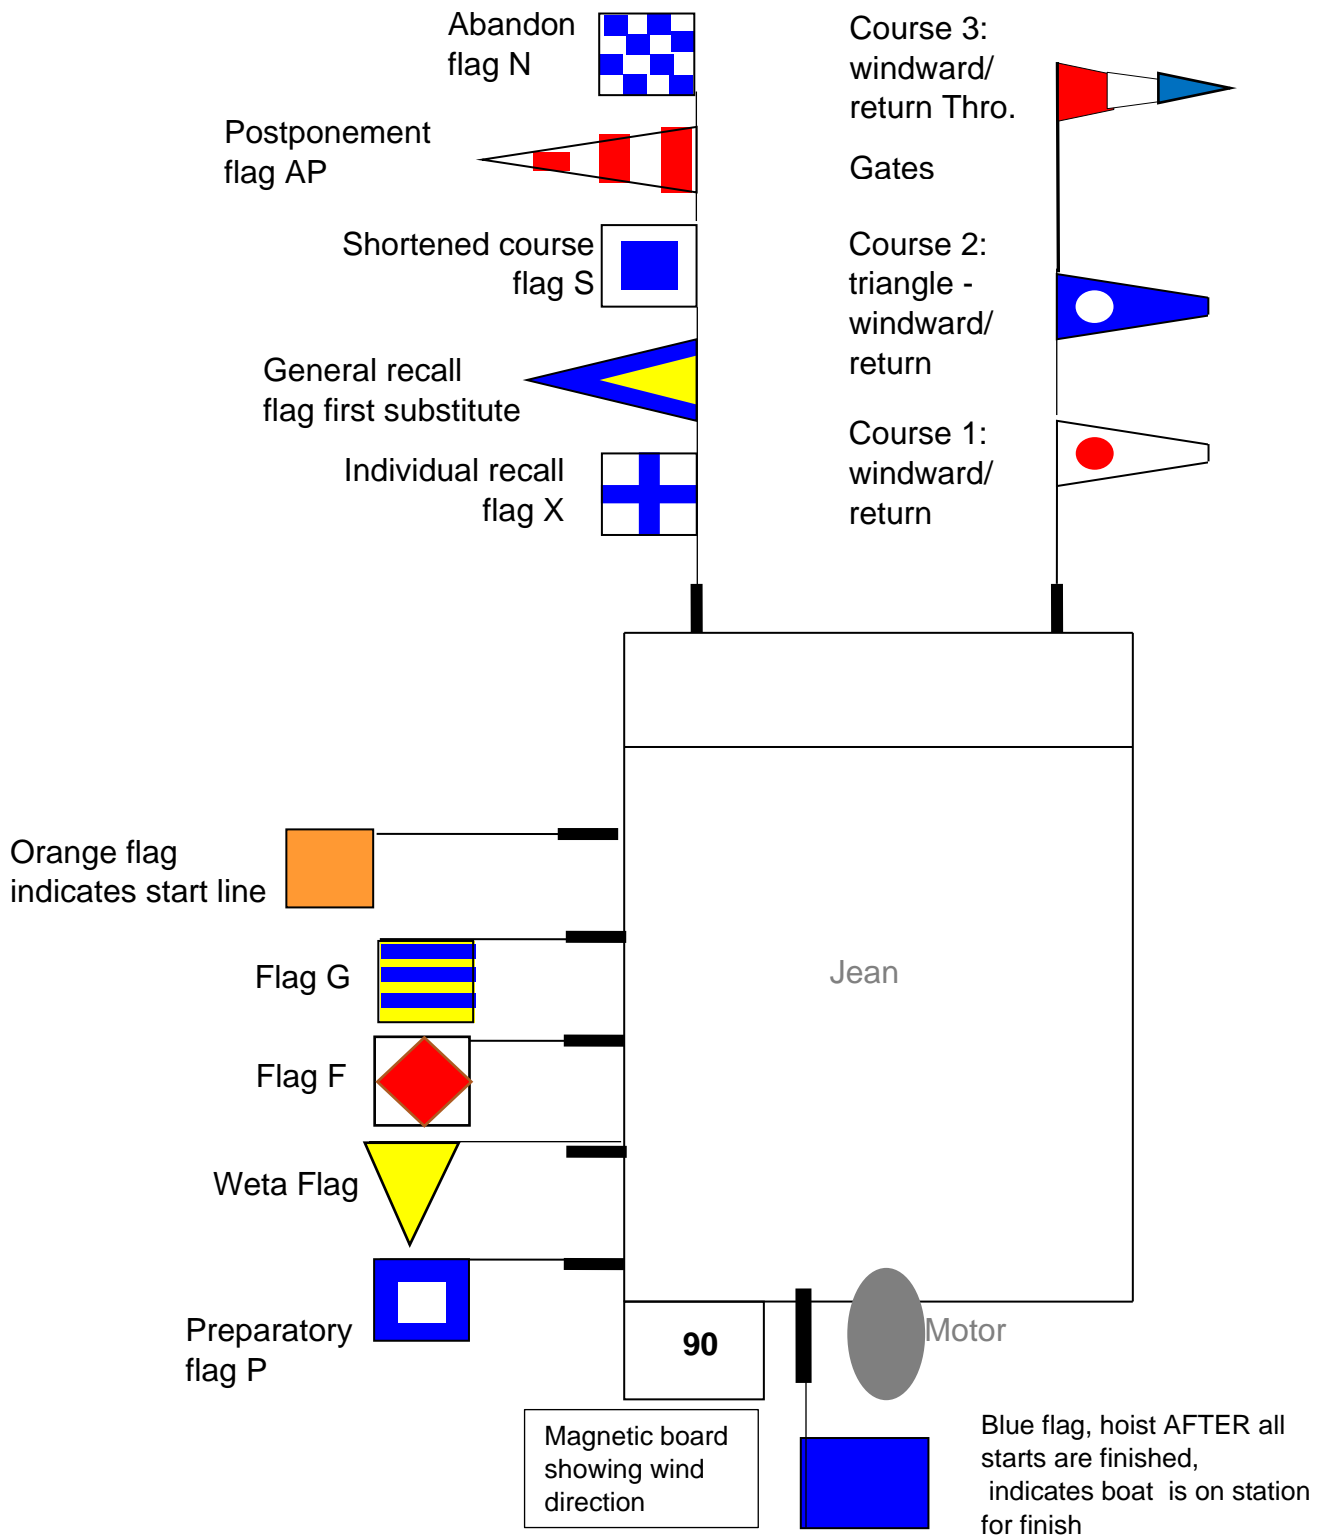 Abandon
flag N
Postponement
flag AP
Shortened course
flag S
General recall
flag first substitute
Individual recall
flag X
Course 3:
windward/
return Thro.
Gates
Course 2:
triangle -
windward/
return
Course 1:
windward/
return
Orange flag
indicates start line
Flag G
Flag F
Weta Flag
Preparatory
flag P
Jean
Motor
90
Magnetic board
showing wind
direction
Blue flag, hoist AFTER all
starts are finished,
indicates boat is on station
for finish